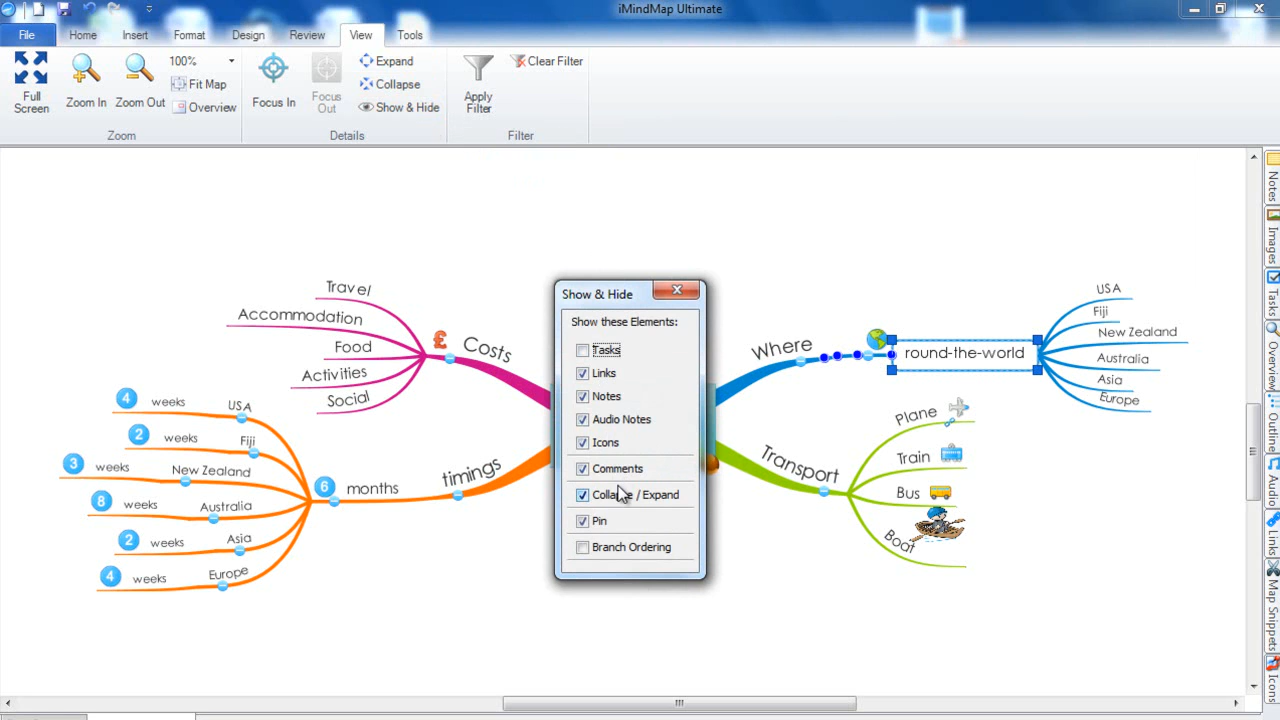 iMindMap Ultimate
File Home Insert Format Design Review View Tools
Full Screen
Zoom In
Zoom Out
100%
Fit Map
Overview
Zoom
Focus In
Focus Out
Expand
Collapse
Show & Hide
Details
Apply Filter
Clear Filter
Filter
Travel
Accommodation
Food
Activities
Social
Costs
4 weeks USA
2 weeks Fiji
3 weeks New Zealand
8 weeks Australia
2 weeks Asia
4 weeks Europe
6 months
timings
Show & Hide
Show these Elements:
Tasks
Links
Notes
Audio Notes
Icons
Comments
Collapse / Expand
Pin
Branch Ordering
Where
round-the-world
USA
Fiji
New Zealand
Australia
Asia
Europe
Transport
Plane
Train
Bus
Boat
Notes
Images
Tasks
Overview
Outline
Audio
Links
Map Snippets
Icons